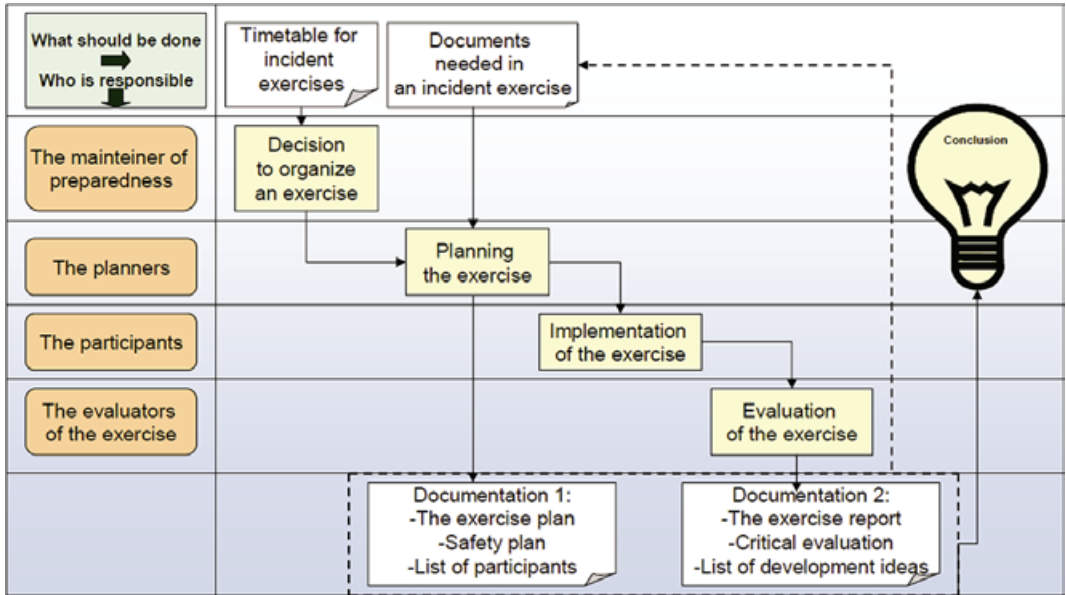 What should be done
Who is responsible
Timetable for
incident
exercises
Documents
needed in
an incident exercise
The mainteiner of
preparedness
Decision
to organize
an exercise
Conclusion
The planners
Planning
the exercise
The participants
Implementation
of the exercise
The evaluators
of the exercise
Evaluation
of the exercise
Documentation 1:
-The exercise plan
-Safety plan
-List of participants
Documentation 2:
-The exercise report
-Critical evaluation
-List of development ideas